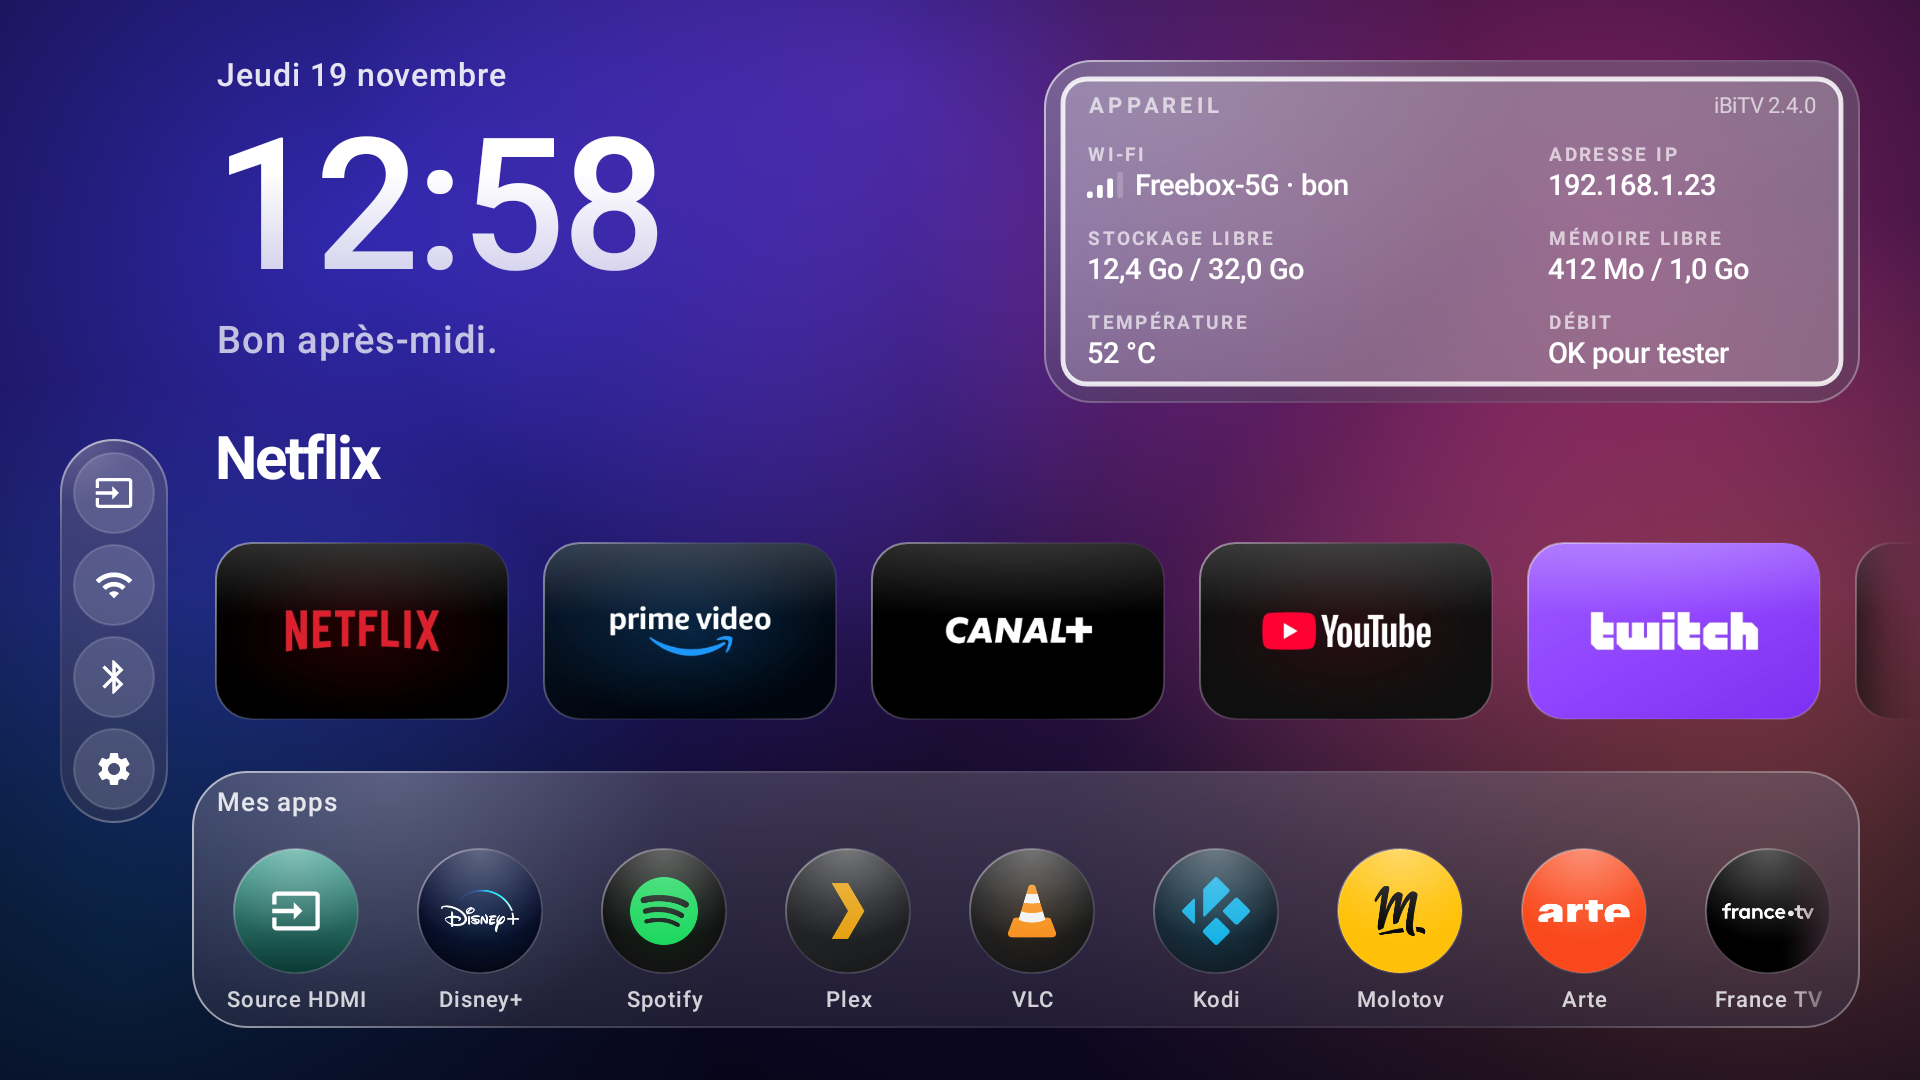 Jeudi 19 novembre
12:58
Bon après-midi.
APPAREIL
iBiTV 2.4.0
WI-FI
Freebox-5G · bon
ADRESSE IP
192.168.1.23
STOCKAGE LIBRE
12,4 Go / 32,0 Go
MÉMOIRE LIBRE
412 Mo / 1,0 Go
TEMPÉRATURE
52 °C
DÉBIT
OK pour tester
Netflix
NETFLIX
prime video
CANAL+
YouTube
twitch
Mes apps
Disney+
M.
arte
france•tv
Source HDMI
Disney+
Spotify
Plex
VLC
Kodi
Molotov
Arte
France TV